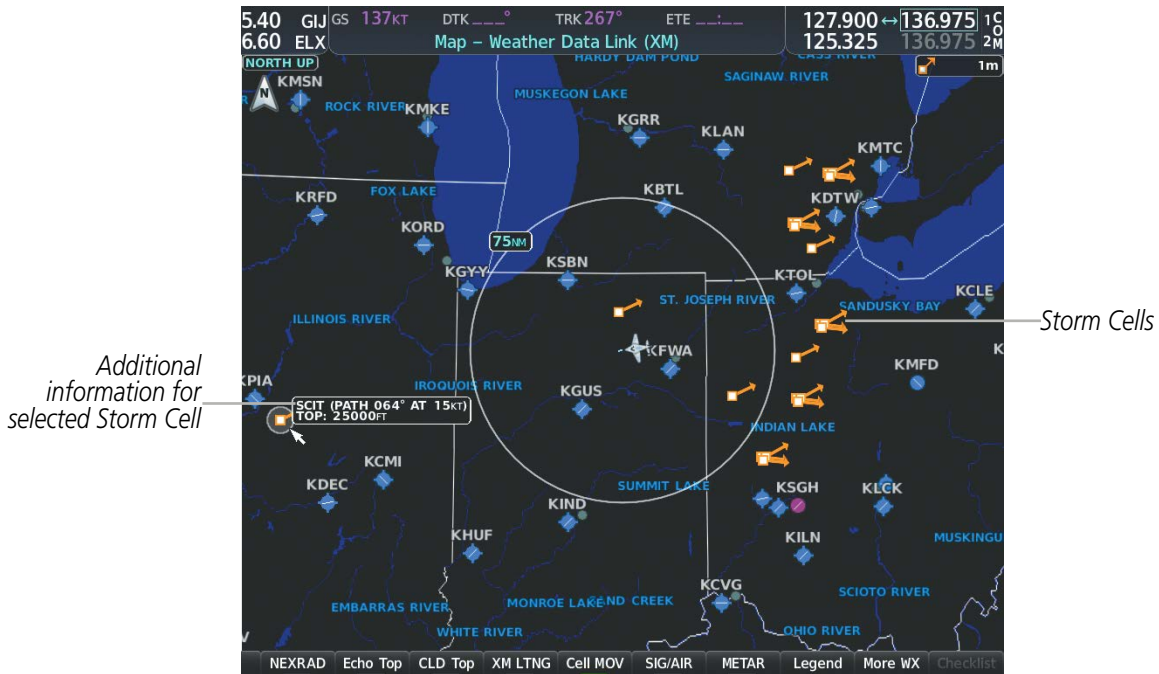 5.40 GIJ GS 137KT DTK ___° TRK 267° ETE __:__ 127.900 ↔ 136.975 1 C
6.60 ELX Map – Weather Data Link (XM) 125.325 136.975 2 O M
NORTH UP
1m
HARDY DAM POND
CASS RIVER
N
KMSN
SAGINAW RIVER
MUSKEGON LAKE
ROCK RIVER
KMKE
KGRR
KLAN
KMTC
KBTL
FOX LAKE
KRFD
KDTW
KORD
75NM
KSBN
KGYY
KTOL
KCLE
ST. JOSEPH RIVER
SANDUSKY BAY
ILLINOIS RIVER
Storm Cells
KFWA
KMFD
Additional
information for
selected Storm Cell
KPIA
IROQUOIS RIVER
KGUS
SCIT (PATH 064° AT 15KT)
TOP: 25000FT
INDIAN LAKE
KCMI
KDEC
SUMMIT LAKE
KSGH
KLCK
KIND
KHUF
KILN
MUSKINGU
KCVG
SCIOTO RIVER
EMBARRAS RIVER
MONROE LAKE
SAND CREEK
WHITE RIVER
OHIO RIVER
NEXRAD Echo Top CLD Top XM LTNG Cell MOV SIG/AIR METAR Legend More WX Checklist